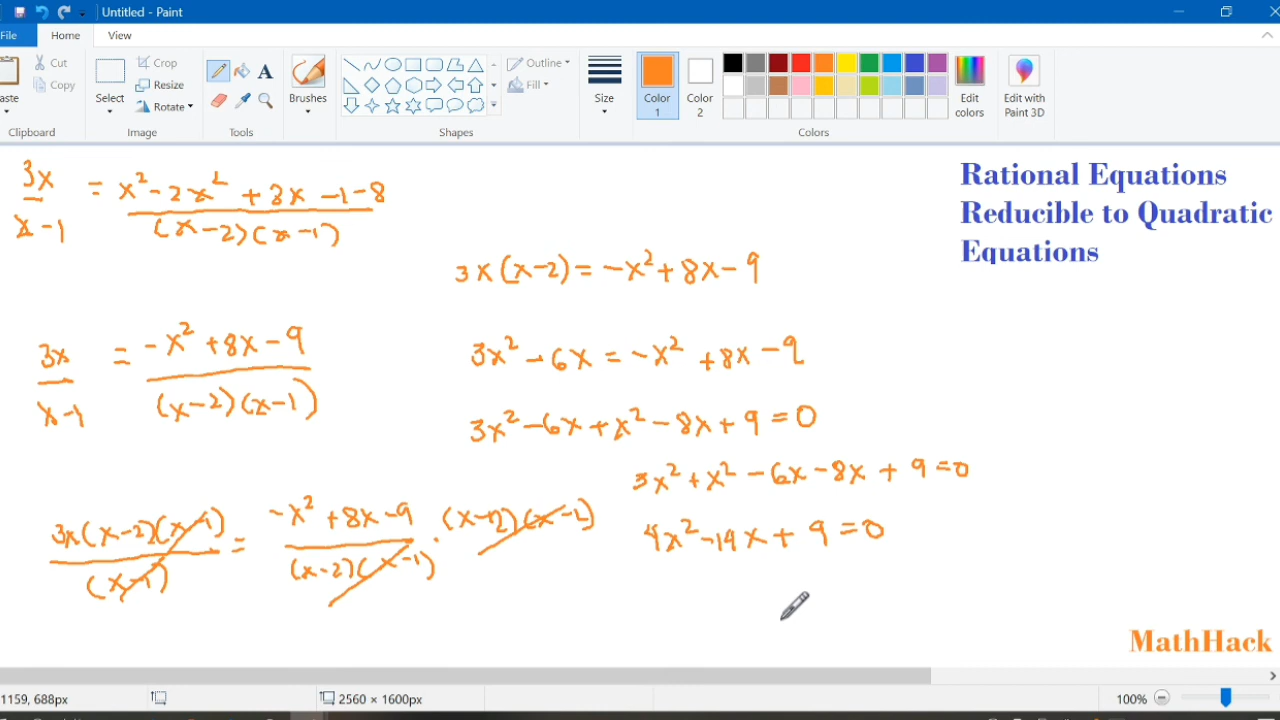 Untitled - Paint
File Home View
Cut
Copy
Clipboard
Select
Crop
Resize
Rotate
Image
Tools
Brushes
Shapes
Outline
Fill
Size
Color 1
Color 2
Edit colors
Colors
Edit with Paint 3D
Rational Equations
Reducible to Quadratic
Equations
3x/x-1 = x²-2x²+8x-1-8/(x-2)(x-1)
3x/x-1 = -x²+8x-9/(x-2)(x-1)
3x(x-2)(x-1)/(x-1) = -x²+8x-9/(x-2)(x-1) · (x-2)(x-1)
3x(x-2)=-x²+8x-9
3x²-6x=-x²+8x-9
3x²-6x+x²-8x+9=0
3x²+x²-6x-8x+9=0
4x²-14x+9=0
MathHack
1159, 688px
2560 × 1600px
100%